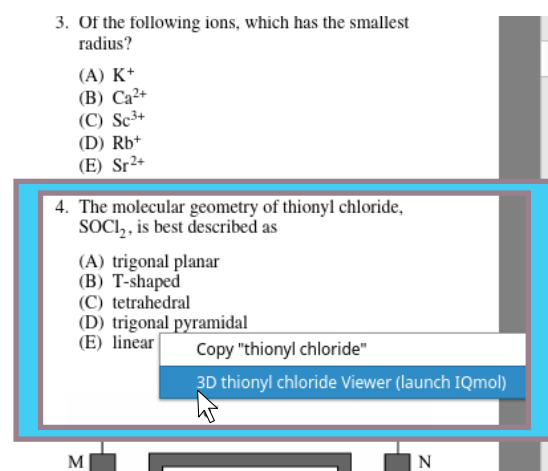 3. Of the following ions, which has the smallest
radius?
(A) K⁺
(B) Ca²⁺
(C) Sc³⁺
(D) Rb⁺
(E) Sr²⁺
4. The molecular geometry of thionyl chloride,
SOCl₂, is best described as
(A) trigonal planar
(B) T-shaped
(C) tetrahedral
(D) trigonal pyramidal
(E) linear
Copy "thionyl chloride"
3D thionyl chloride Viewer (launch IQmol)
M N